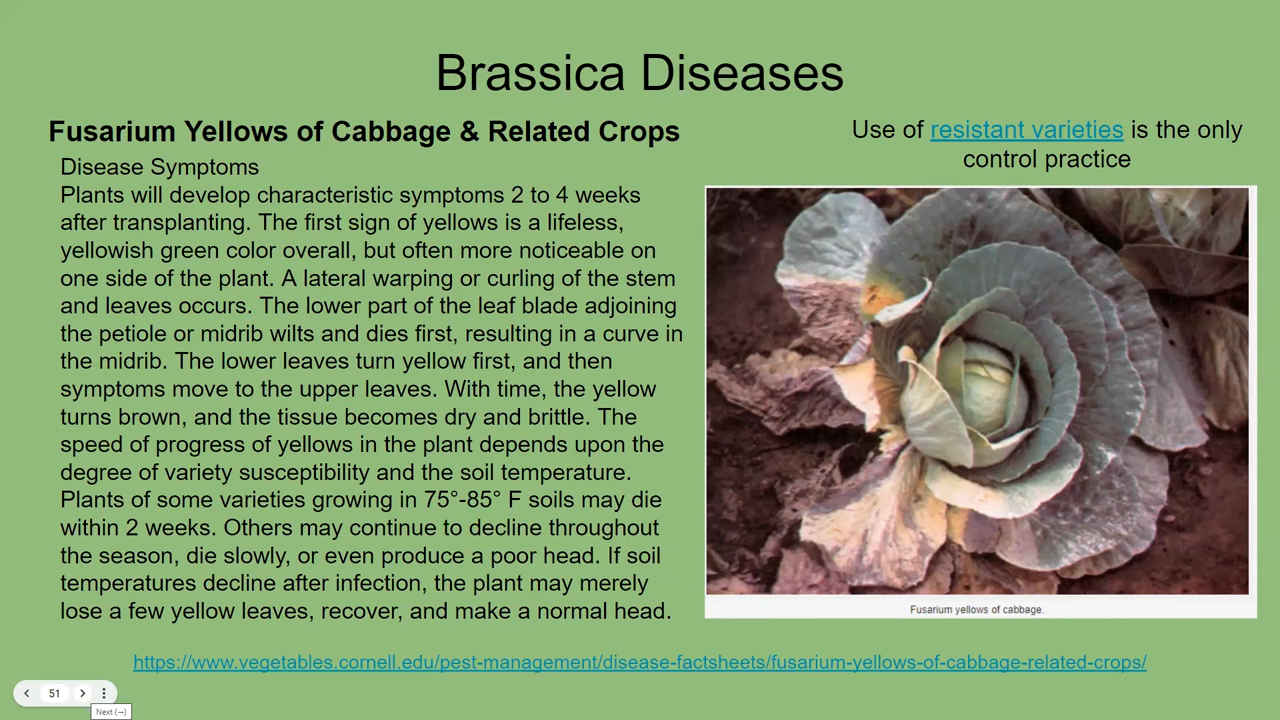 Brassica Diseases
Fusarium Yellows of Cabbage & Related Crops
Disease Symptoms
Plants will develop characteristic symptoms 2 to 4 weeks
after transplanting. The first sign of yellows is a lifeless,
yellowish green color overall, but often more noticeable on
one side of the plant. A lateral warping or curling of the stem
and leaves occurs. The lower part of the leaf blade adjoining
the petiole or midrib wilts and dies first, resulting in a curve in
the midrib. The lower leaves turn yellow first, and then
symptoms move to the upper leaves. With time, the yellow
turns brown, and the tissue becomes dry and brittle. The
speed of progress of yellows in the plant depends upon the
degree of variety susceptibility and the soil temperature.
Plants of some varieties growing in 75°-85° F soils may die
within 2 weeks. Others may continue to decline throughout
the season, die slowly, or even produce a poor head. If soil
temperatures decline after infection, the plant may merely
lose a few yellow leaves, recover, and make a normal head.
Use of resistant varieties is the only
control practice
Fusarium yellows of cabbage.
https://www.vegetables.cornell.edu/pest-management/disease-factsheets/fusarium-yellows-of-cabbage-related-crops/
51
Next (→)